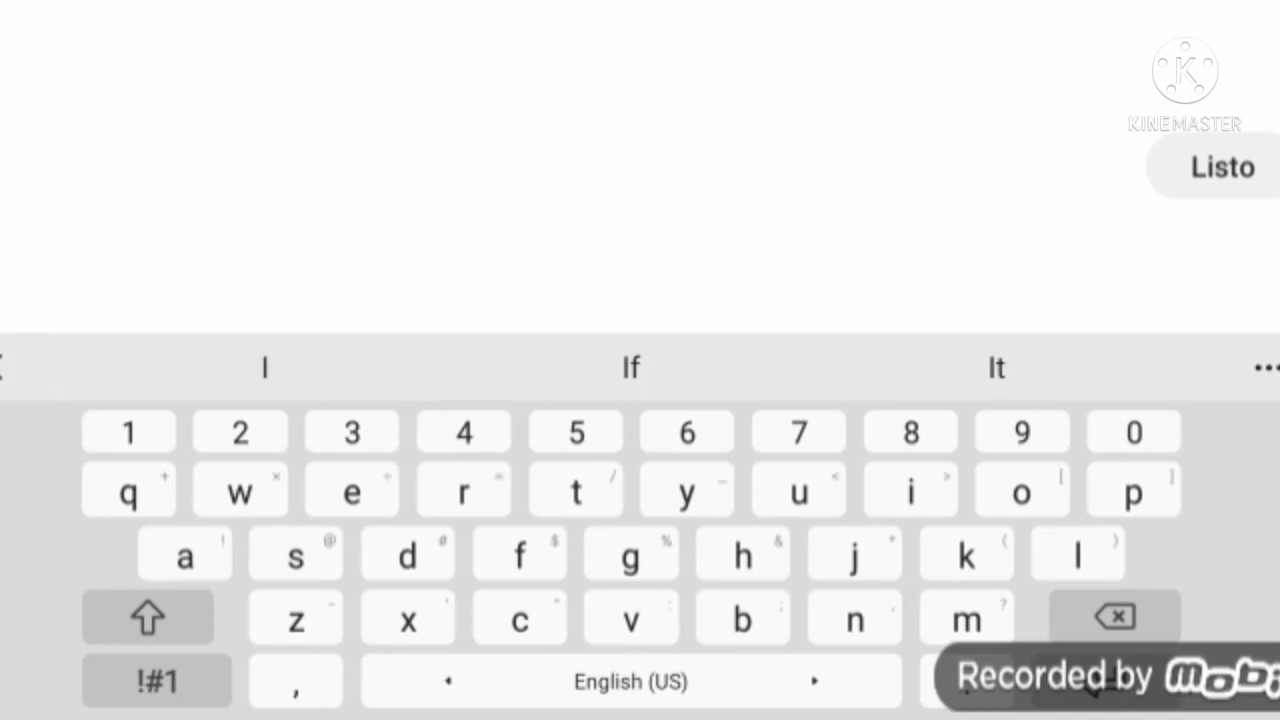 KINEMASTER
Listo
I If It
1 2 3 4 5 6 7 8 9 0
q w e r t y u i o p
a s d f g h j k l
z x c v b n m
!#1 , English (US)
Recorded by mobi